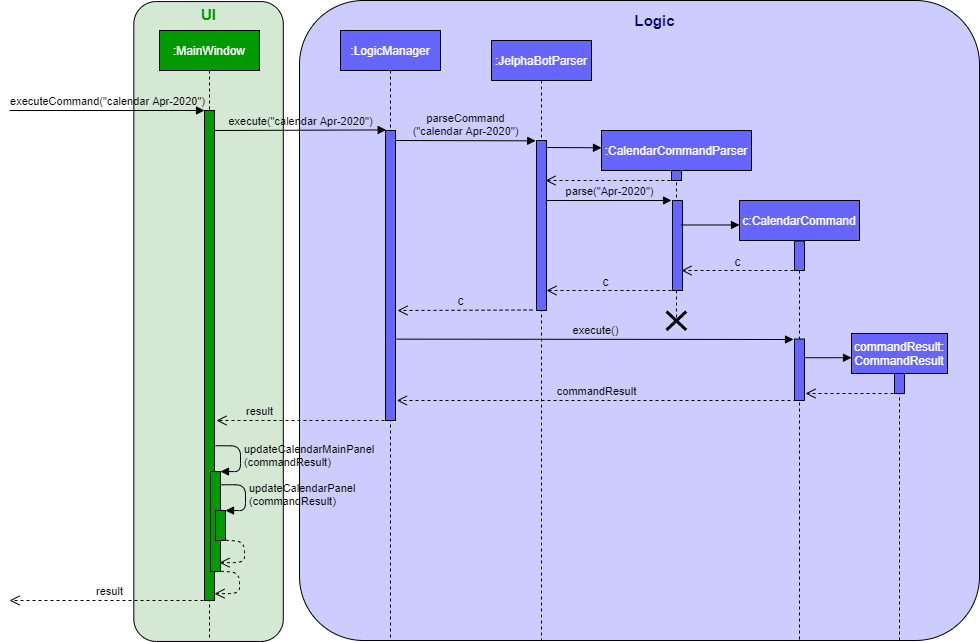 UI
Logic
:MainWindow
:LogicManager
:JelphaBotParser
executeCommand("calendar Apr-2020")
execute("calendar Apr-2020")
parseCommand
("calendar Apr-2020")
:CalendarCommandParser
parse("Apr-2020")
c:CalendarCommand
c
c
c
execute()
commandResult:
CommandResult
commandResult
result
updateCalendarMainPanel
(commandResult)
updateCalendarPanel
(commandResult)
result